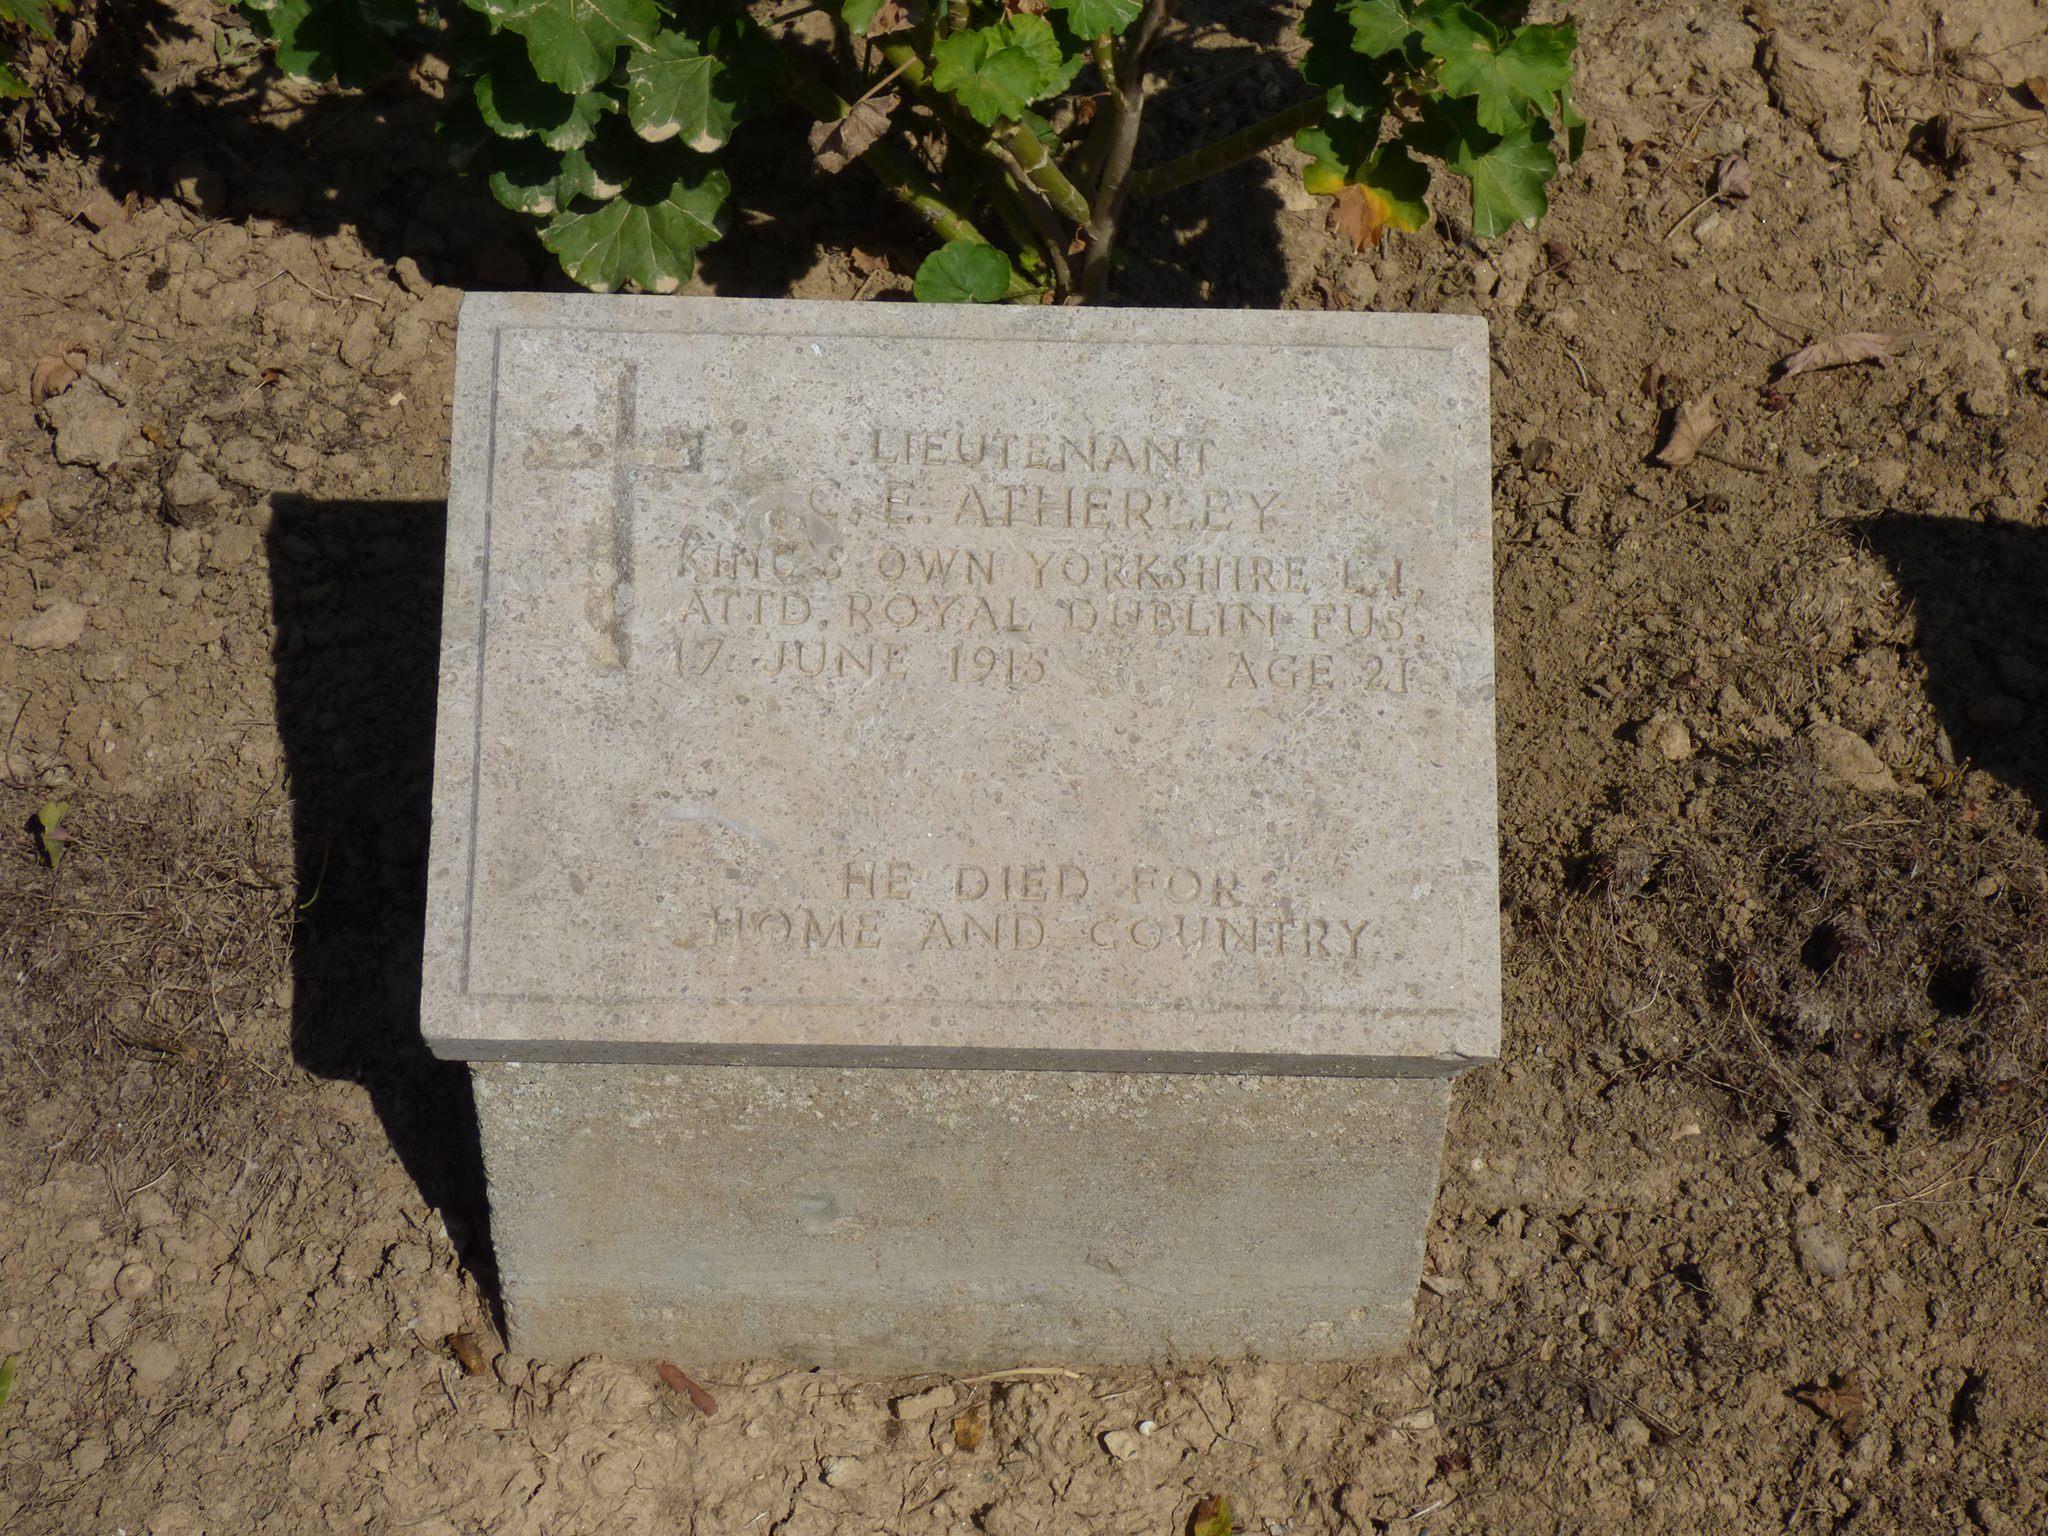 LIEUTENANT
C. E. ATHERLEY
KING'S OWN YORKSHIRE L.I.
ATTD. ROYAL DUBLIN FUS.
17 JUNE 1915 AGE 21
HE DIED FOR
HOME AND COUNTRY